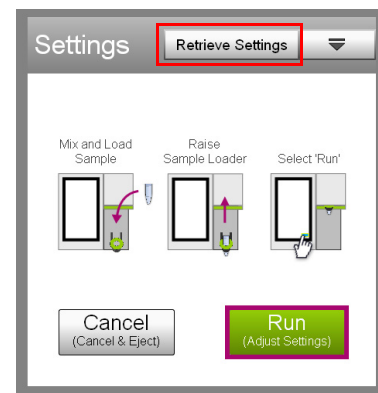 Settings
Retrieve Settings
Mix and Load
Sample
Raise
Sample Loader
Select 'Run'
Cancel
(Cancel & Eject)
Run
(Adjust Settings)